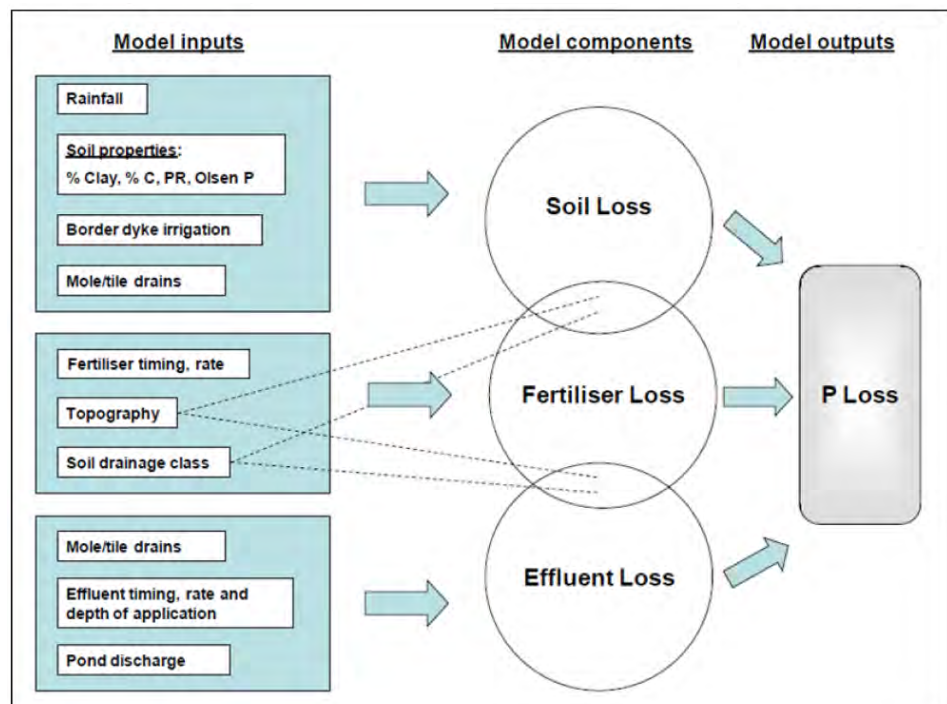 Model inputs
Model components
Model outputs
Rainfall
Soil properties:
% Clay, % C, PR, Olsen P
Border dyke irrigation
Mole/tile drains
Fertiliser timing, rate
Topography
Soil drainage class
Mole/tile drains
Effluent timing, rate and
depth of application
Pond discharge
Soil Loss
Fertiliser Loss
Effluent Loss
P Loss